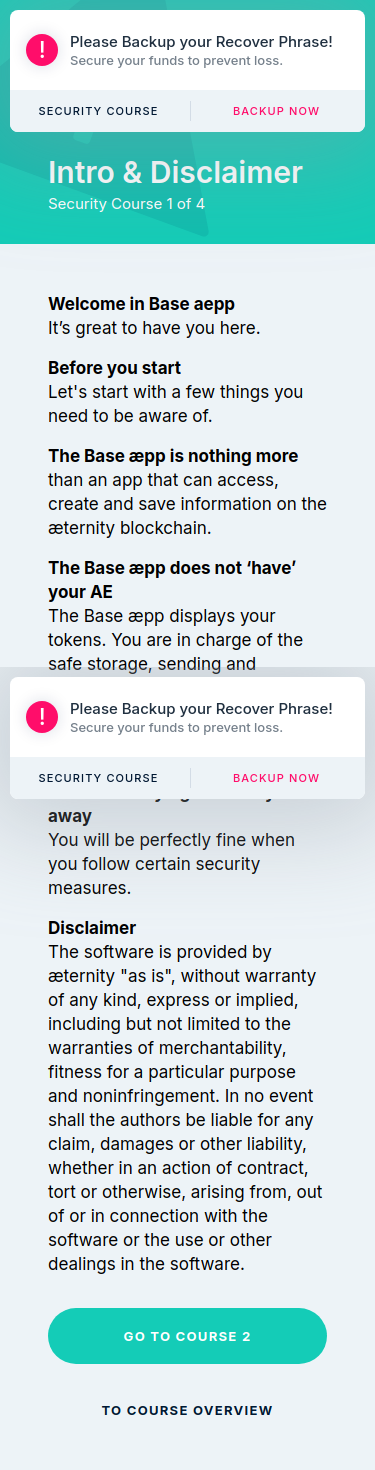 Please Backup your Recover Phrase!
Secure your funds to prevent loss.
SECURITY COURSE
BACKUP NOW
Intro & Disclaimer
Security Course 1 of 4
Welcome in Base aepp
It’s great to have you here.
Before you start
Let's start with a few things you
need to be aware of.
The Base æpp is nothing more
than an app that can access,
create and save information on the
æternity blockchain.
The Base æpp does not ‘have’
your AE
The Base æpp displays your
tokens. You are in charge of the
safe storage, sending and
Please Backup your Recover Phrase!
Secure your funds to prevent loss.
SECURITY COURSE
BACKUP NOW
away
You will be perfectly fine when
you follow certain security
measures.
Disclaimer
The software is provided by
æternity "as is", without warranty
of any kind, express or implied,
including but not limited to the
warranties of merchantability,
fitness for a particular purpose
and noninfringement. In no event
shall the authors be liable for any
claim, damages or other liability,
whether in an action of contract,
tort or otherwise, arising from, out
of or in connection with the
software or the use or other
dealings in the software.
GO TO COURSE 2
TO COURSE OVERVIEW